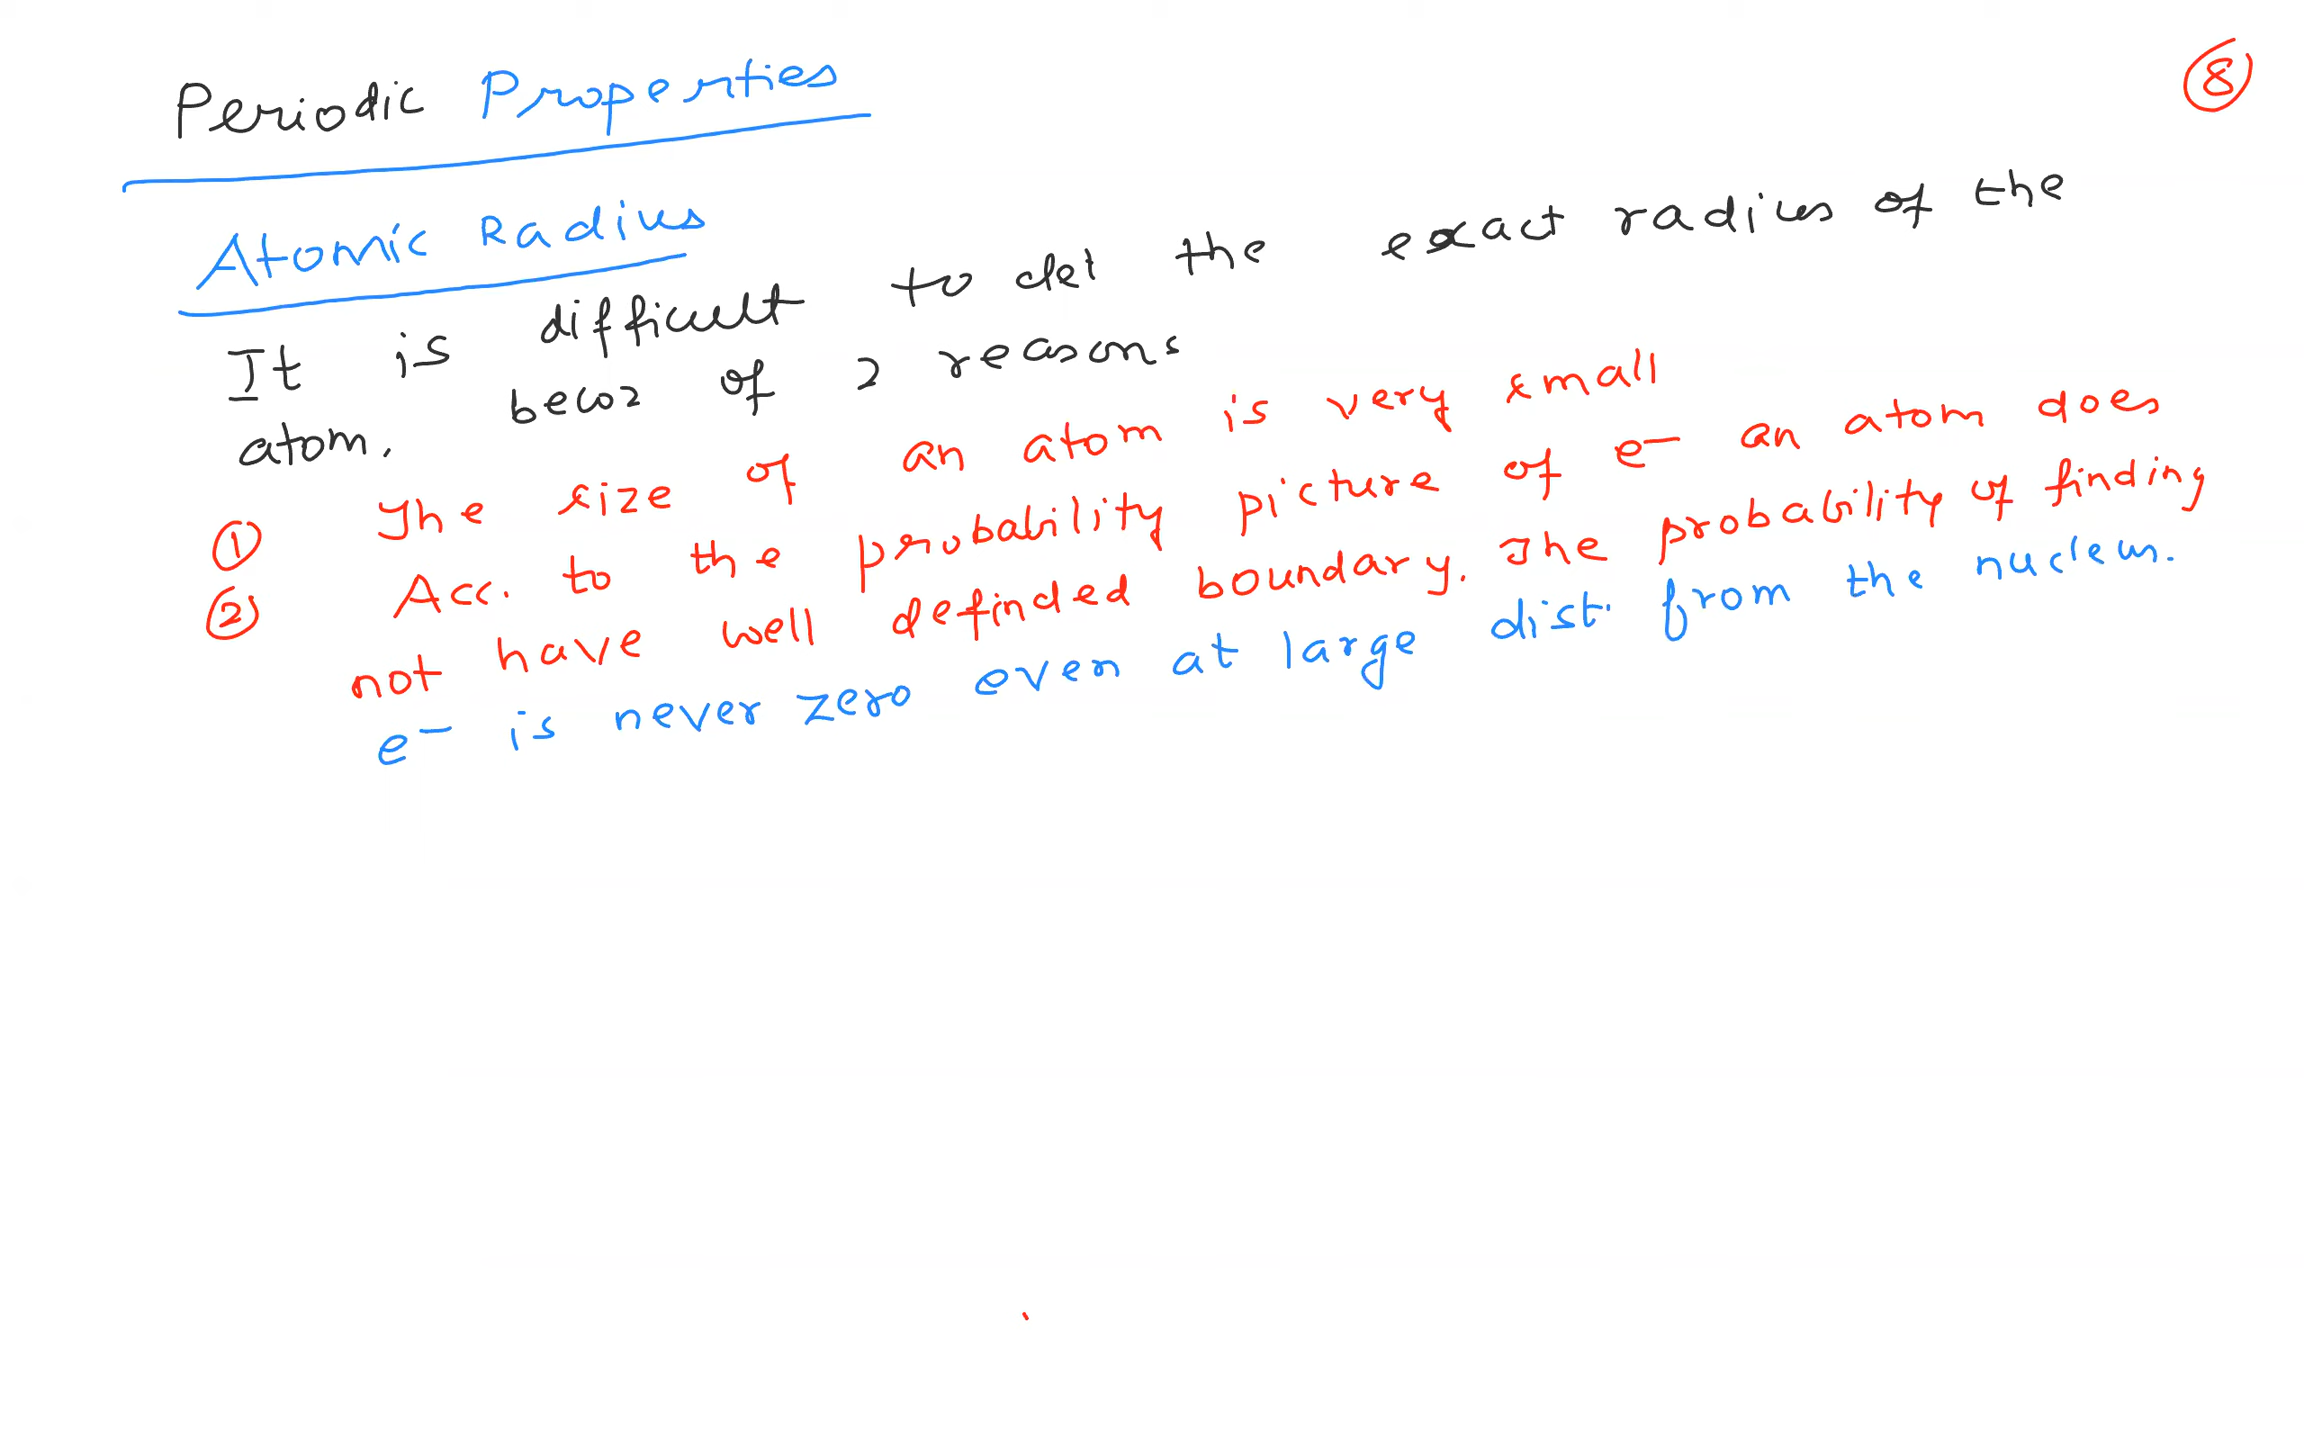 Periodic Properties
8
Atomic Radius
It is difficult to det the exact radius of the
atom. becoz of 2 reasons
① The size of an atom is very small
② Acc. to the probability picture of e⁻ an atom does
not have well definded boundary. The probability of finding
e⁻ is never zero even at large dist. from the nucleus.